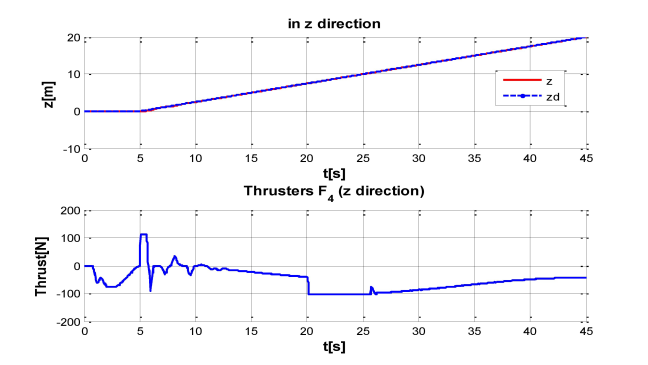 in z direction
20
10
0
-10
z[m]
z
zd
0 5 10 15 20 25 30 35 40 45
t[s]
Thrusters F4 (z direction)
200
100
0
-100
-200
Thrust[N]
0 5 10 15 20 25 30 35 40 45
t[s]